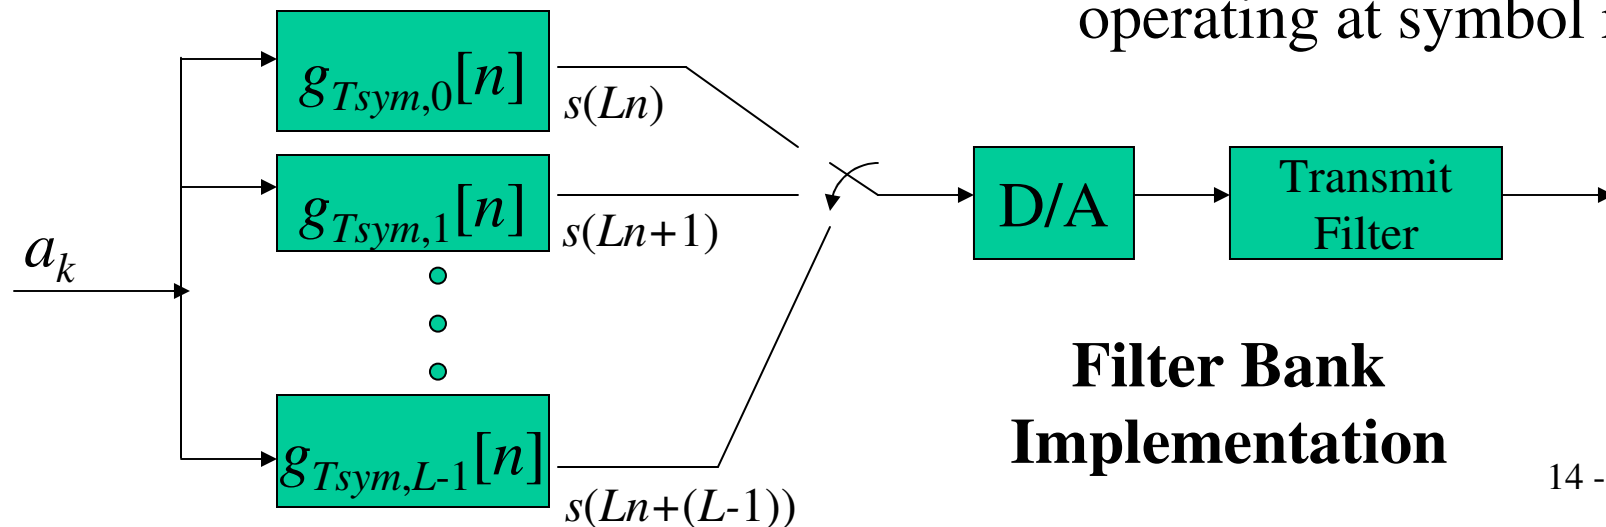 operating at symbol
g_{Tsym,0}[n]
s(Ln)
g_{Tsym,1}[n]
s(Ln+1)
a_k
g_{Tsym,L-1}[n]
s(Ln+(L-1))
D/A
Transmit
Filter
Filter Bank
Implementation
14 -